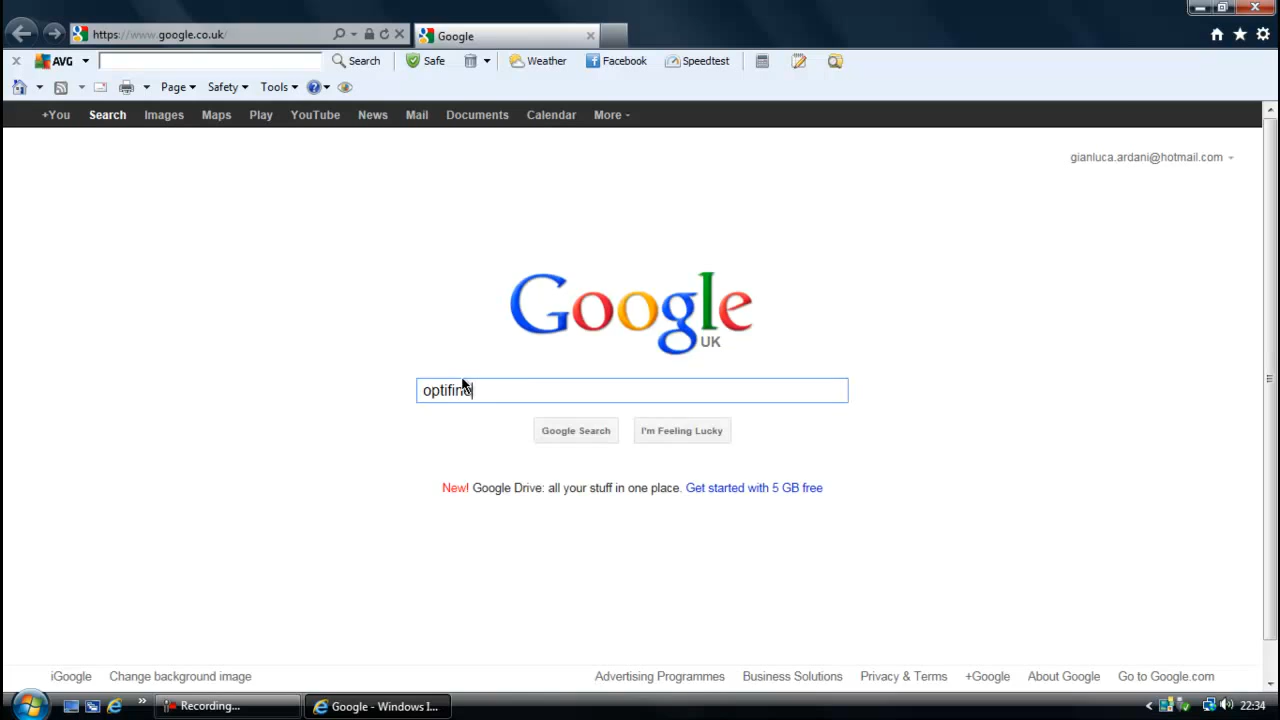 https://www.google.co.uk/
Google
AVG
Search
Safe
Weather
Facebook
Speedtest
Page
Safety
Tools
+You
Search
Images
Maps
Play
YouTube
News
Mail
Documents
Calendar
More
gianluca.ardani@hotmail.com
Google
UK
optifine
Google Search
I'm Feeling Lucky
New! Google Drive: all your stuff in one place. Get started with 5 GB free
iGoogle
Change background image
Advertising Programmes
Business Solutions
Privacy & Terms
+Google
About Google
Go to Google.com
Recording...
Google - Windows I...
22:34